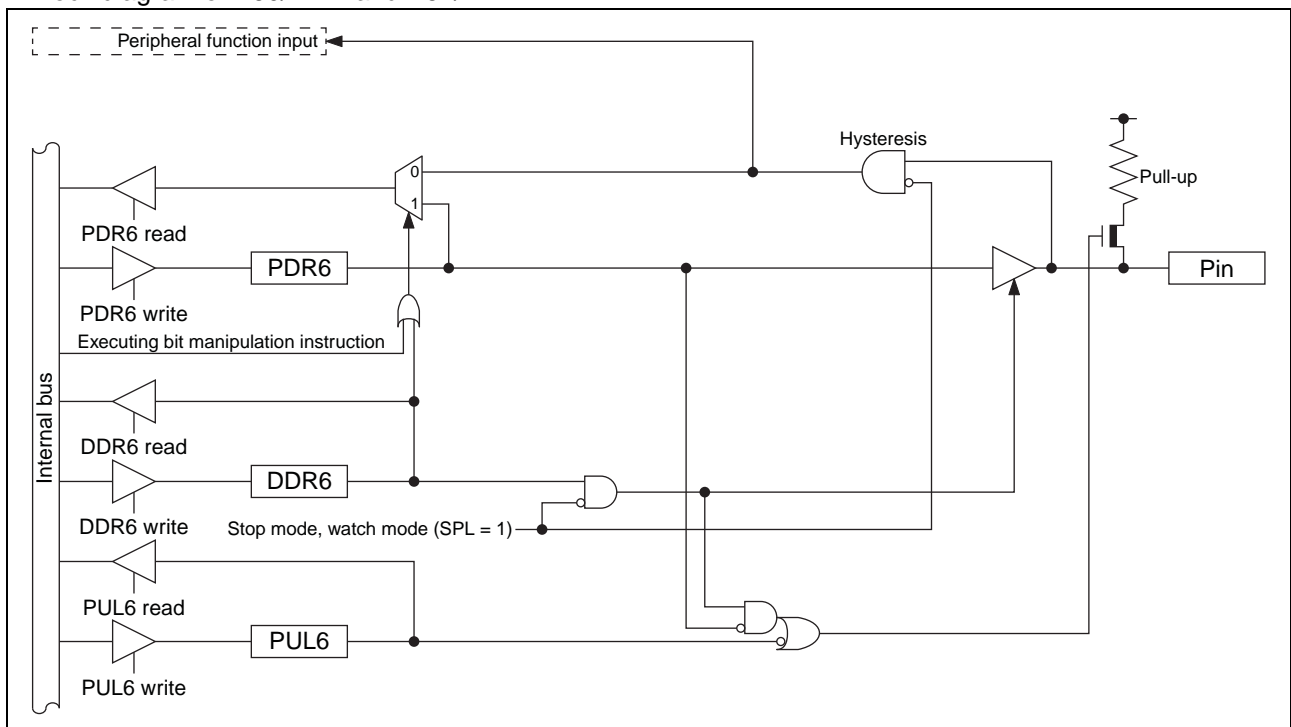 Peripheral function input
Hysteresis
0
Pull-up
1
PDR6 read
PDR6
Pin
PDR6 write
Executing bit manipulation instruction
Internal bus
DDR6 read
DDR6
DDR6 write
Stop mode, watch mode (SPL = 1)
PUL6 read
PUL6
PUL6 write